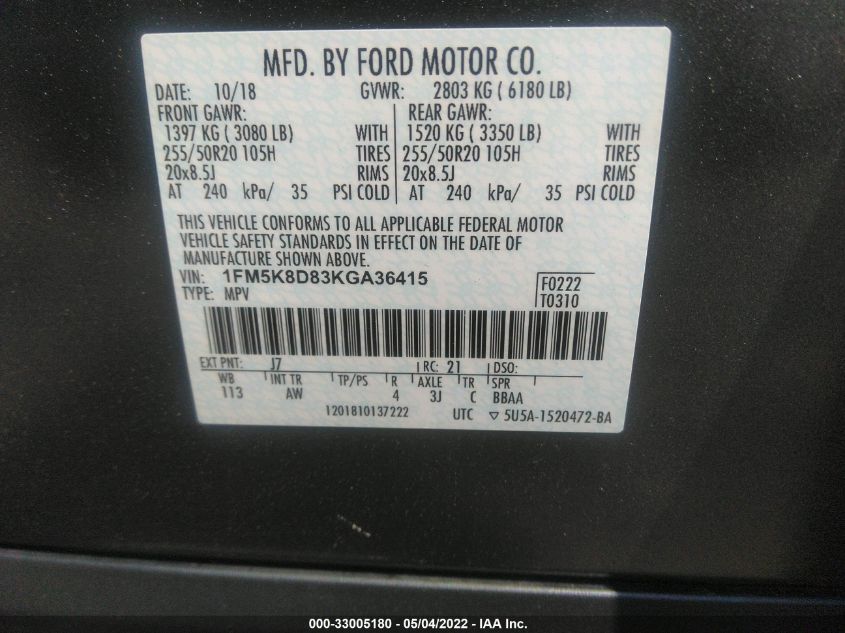 MFD. BY FORD MOTOR CO.
DATE: 10/18 GVWR: 2803 KG ( 6180 LB)
FRONT GAWR: REAR GAWR:
1397 KG ( 3080 LB) WITH 1520 KG ( 3350 LB) WITH
255/50R20 105H TIRES 255/50R20 105H TIRES
20x8.5J RIMS 20x8.5J RIMS
AT 240 kPa/ 35 PSI COLD AT 240 kPa/ 35 PSI COLD
THIS VEHICLE CONFORMS TO ALL APPLICABLE FEDERAL MOTOR
VEHICLE SAFETY STANDARDS IN EFFECT ON THE DATE OF
MANUFACTURE SHOWN ABOVE.
VIN: 1FM5K8D83KGA36415 F0222
TYPE: MPV T0310
EXT PNT: J7 RC: 21 DSO:
WB INT TR TP/PS R AXLE TR SPR
113 AW 4 3J C BBAA
1201810137222 UTC ▽ 5U5A-1520472-BA
000-33005180 - 05/04/2022 - IAA Inc.